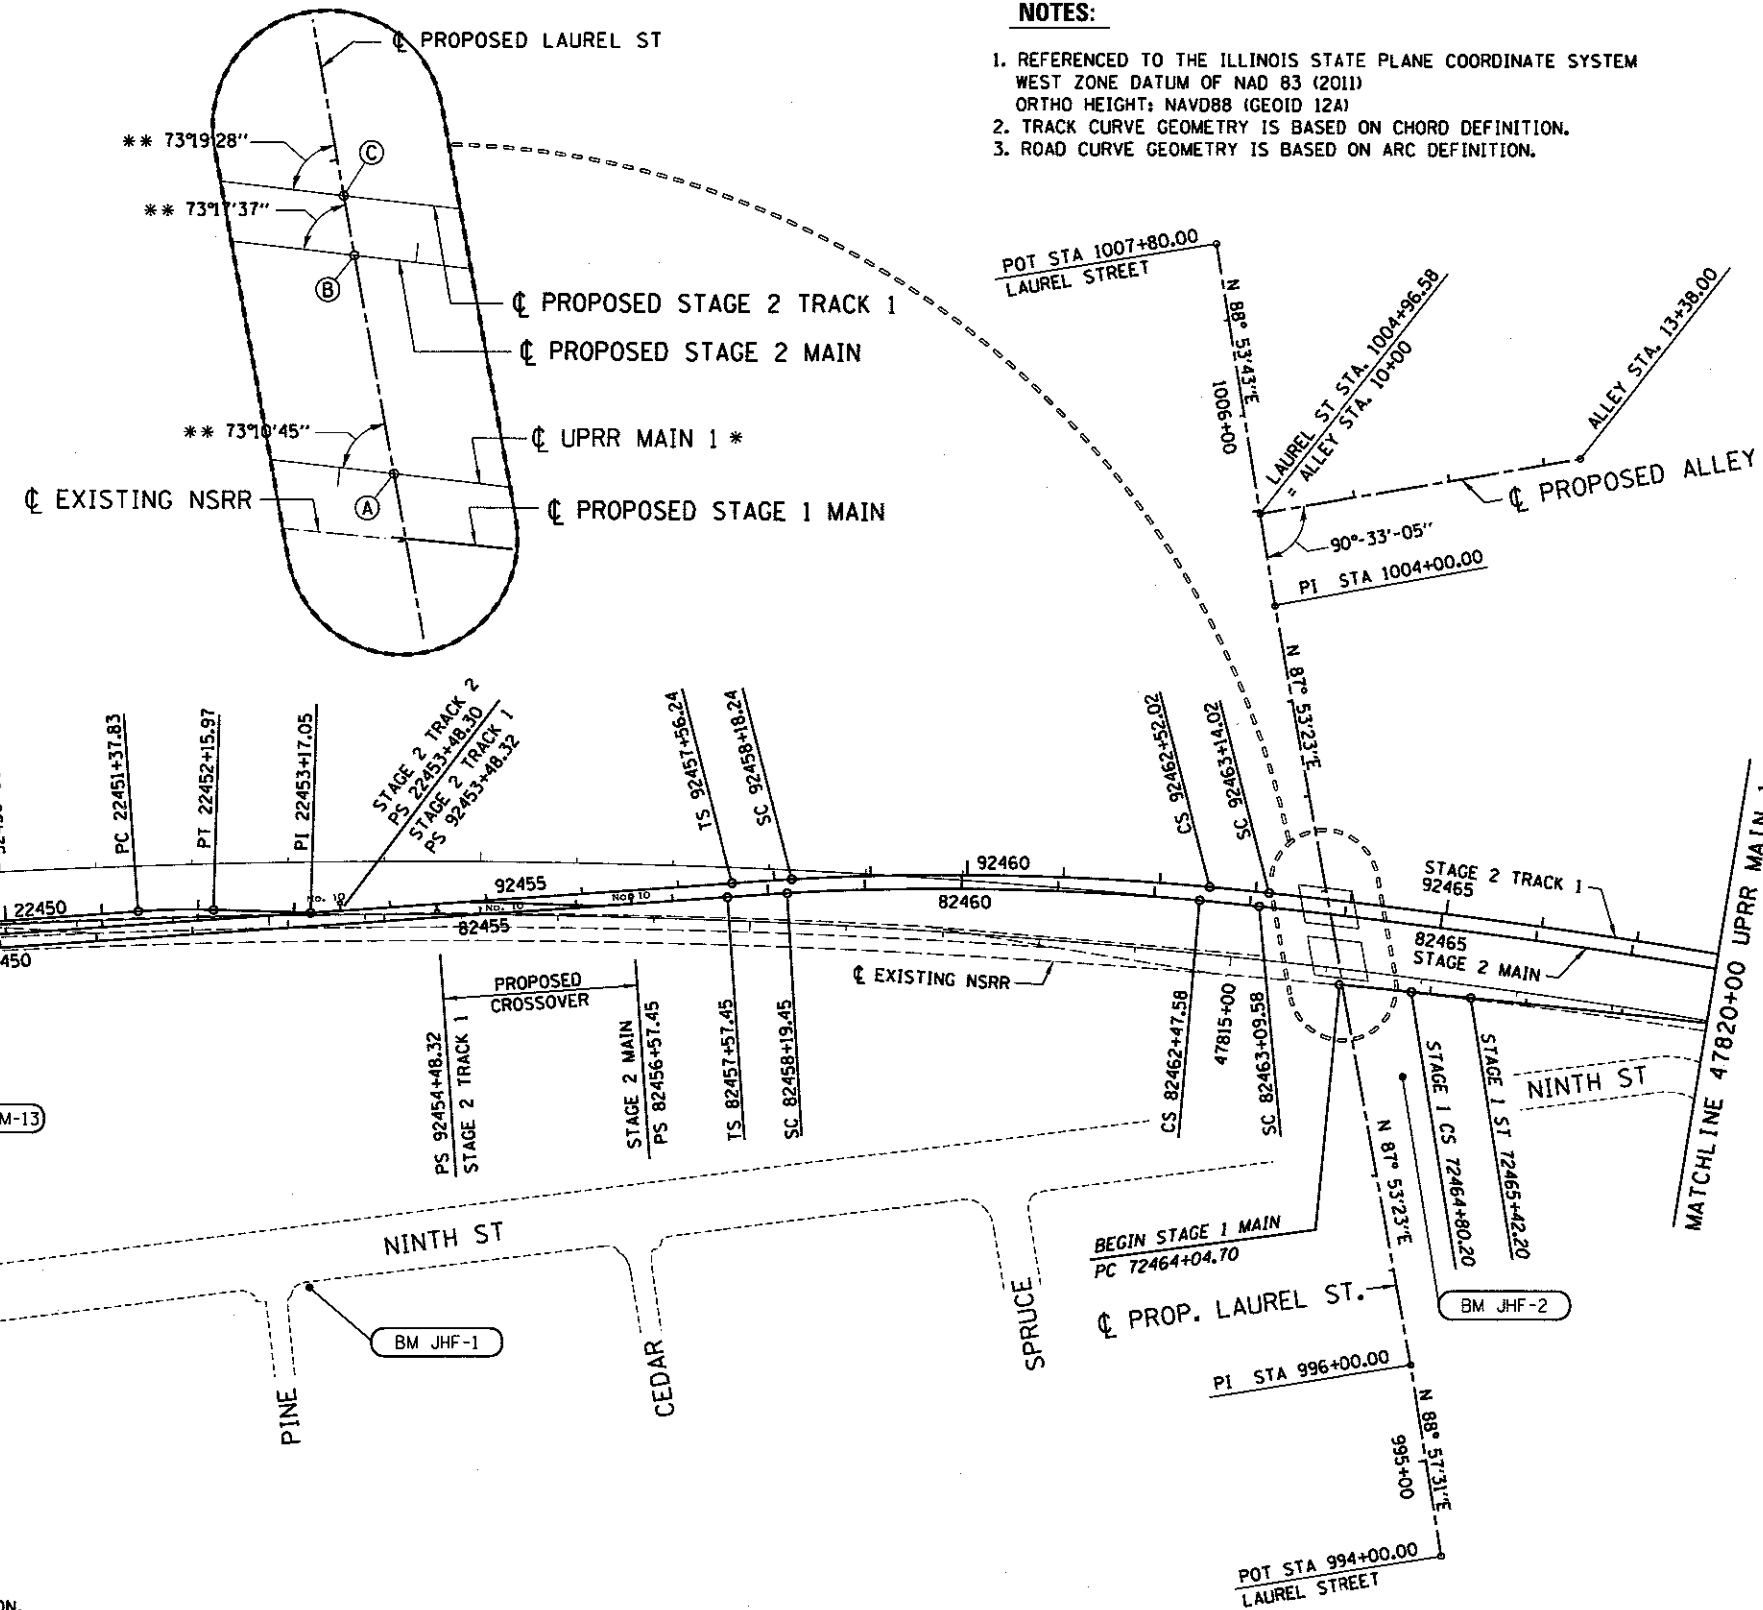 NOTES:
1. REFERENCED TO THE ILLINOIS STATE PLANE COORDINATE SYSTEM
WEST ZONE DATUM OF NAD 83 (2011)
ORTHO HEIGHT: NAVD88 (GEOID 12A)
2. TRACK CURVE GEOMETRY IS BASED ON CHORD DEFINITION.
3. ROAD CURVE GEOMETRY IS BASED ON ARC DEFINITION.
℄ PROPOSED LAUREL ST
** 73°19'28"
C
** 73°17'37"
B
℄ PROPOSED STAGE 2 TRACK 1
℄ PROPOSED STAGE 2 MAIN
** 73°10'45"
℄ UPRR MAIN 1 *
℄ EXISTING NSRR
A
℄ PROPOSED STAGE 1 MAIN
POT STA 1007+80.00
LAUREL STREET
N 88° 53'43"E
1006+00
LAUREL ST STA. 1004+96.58
= ALLEY STA. 10+00
ALLEY STA. 13+38.00
℄ PROPOSED ALLEY
90°-33'-05"
PI STA 1004+00.00
N 87° 53'23"E
PC 22451+37.83
PT 22452+15.97
PI 22453+17.05
STAGE 2 TRACK 2
PS 22453+48.30
STAGE 2 TRACK 1
PS 92453+48.32
TS 92457+56.24
SC 92458+18.24
CS 92462+52.02
SC 92463+14.02
22450
450
No. 10
92455
No. 10
No. 10
82455
92460
82460
STAGE 2 TRACK 1
92465
82465
STAGE 2 MAIN
℄ EXISTING NSRR
PROPOSED
CROSSOVER
PS 92454+48.32
STAGE 2 TRACK 1
STAGE 2 MAIN
PS 82456+57.45
TS 82457+57.45
SC 82458+19.45
CS 82462+47.58
47815+00
SC 82463+09.58
STAGE 1 CS 72464+80.20
STAGE 1 ST 72465+42.20
NINTH ST
MATCHLINE 47820+00 UPRR MAIN 1
M-13
NINTH ST
BEGIN STAGE 1 MAIN
PC 72464+04.70
N 87° 53'23"E
℄ PROP. LAUREL ST.
BM JHF-2
BM JHF-1
PINE
CEDAR
SPRUCE
PI STA 996+00.00
N 88° 57'31"E
995+00
POT STA 994+00.00
LAUREL STREET
ON.